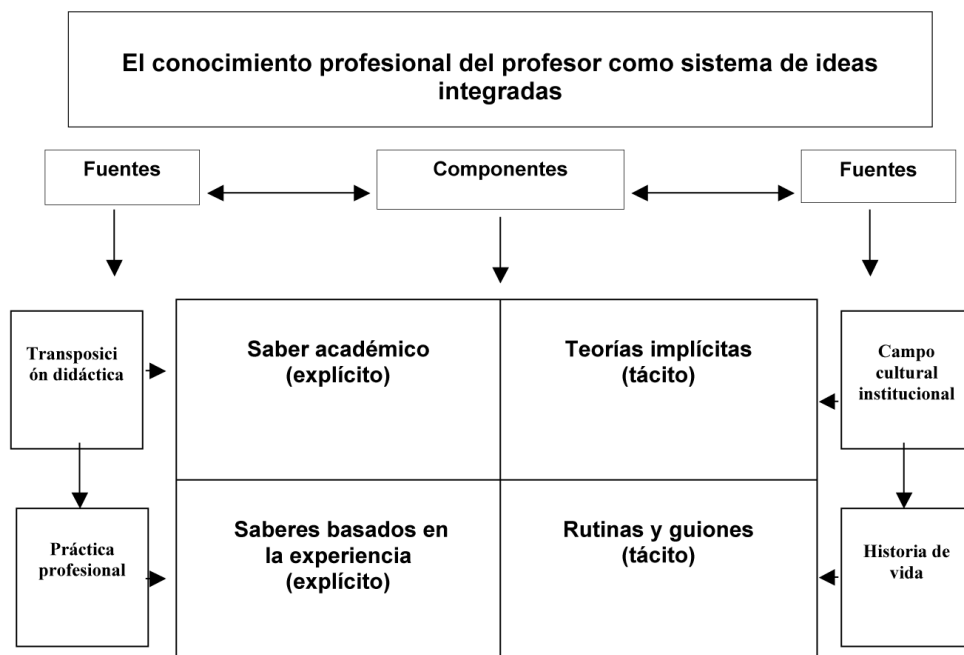 El conocimiento profesional del profesor como sistema de ideas
integradas
Fuentes
Componentes
Fuentes
Transposici
ón didáctica
Saber académico
(explícito)
Teorías implícitas
(tácito)
Campo
cultural
institucional
Práctica
profesional
Saberes basados en
la experiencia
(explícito)
Rutinas y guiones
(tácito)
Historia de
vida